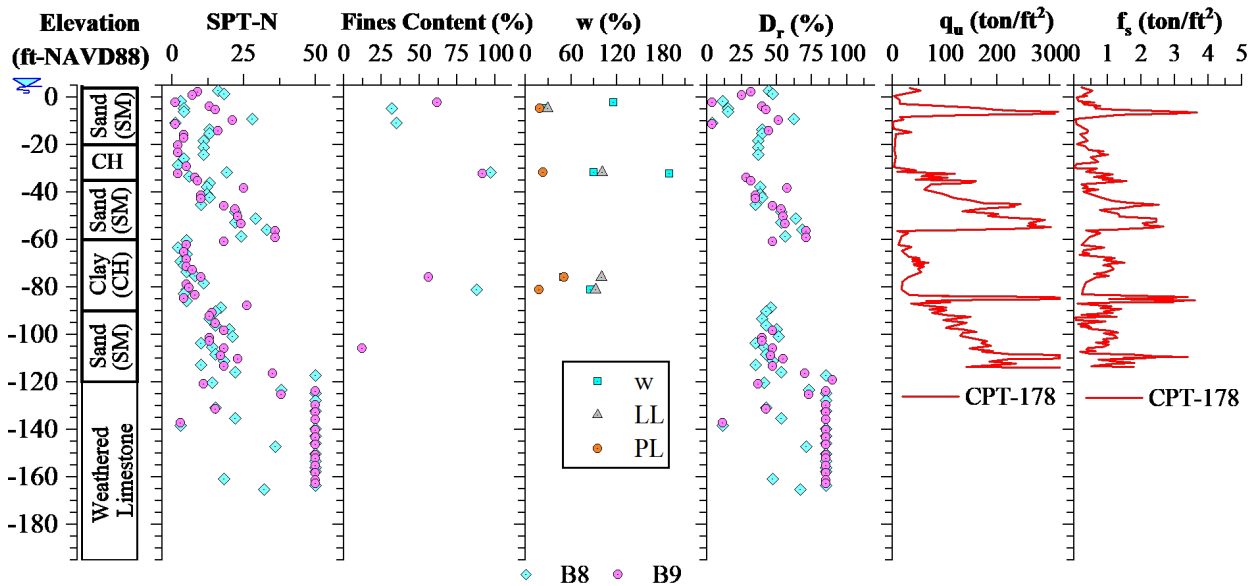 Elevation
(ft-NAVD88)
SPT-N
Fines Content (%)
w (%)
D_r (%)
q_u (ton/ft²)
f_s (ton/ft²)
0 25 50
0 25 50 75 100
0 60 120 180
0 25 50 75 100
0 100 200 300
0 1 2 3 4 5
0
-20
-40
-60
-80
-100
-120
-140
-160
-180
Sand
(SM)
CH
Sand
(SM)
Clay
(CH)
Sand
(SM)
Weathered
Limestone
w
LL
PL
CPT-178
CPT-178
B8
B9